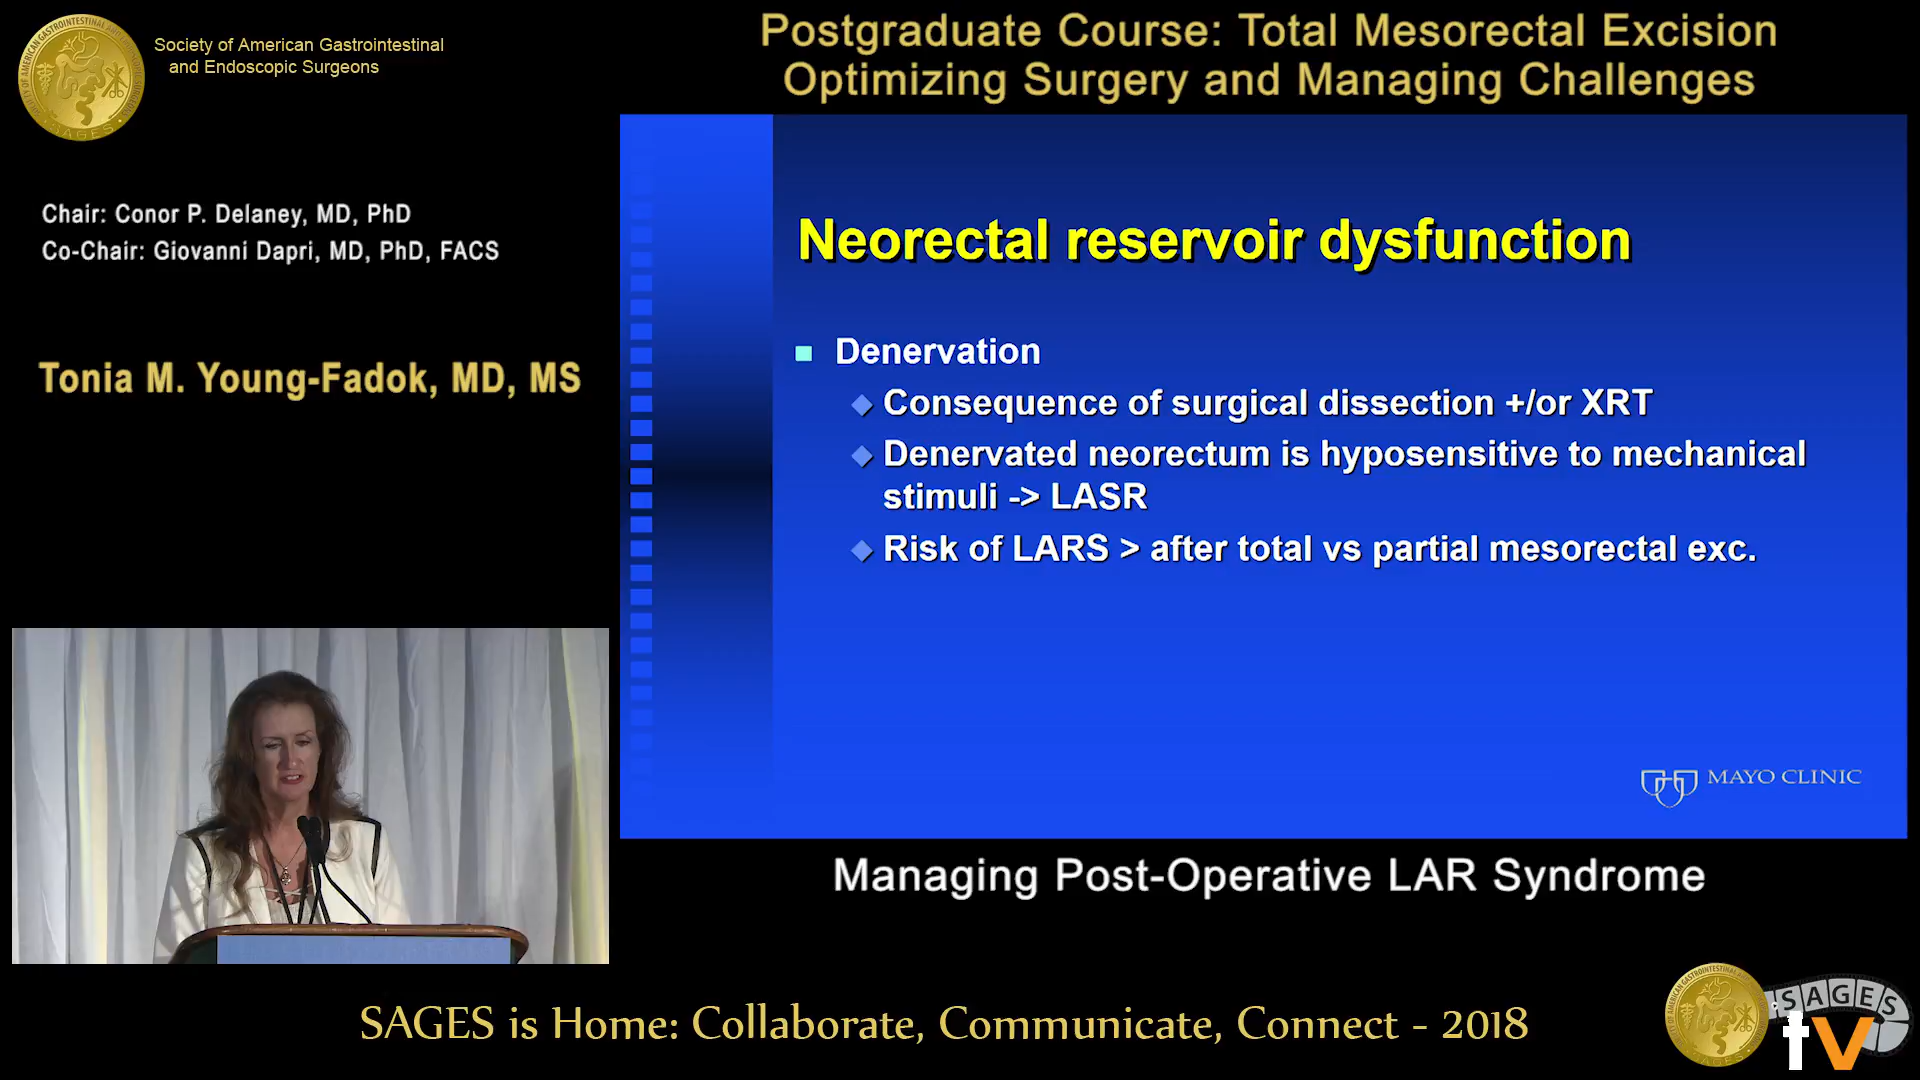 Society of American Gastrointestinal
and Endoscopic Surgeons
Postgraduate Course: Total Mesorectal Excision
Optimizing Surgery and Managing Challenges
Chair: Conor P. Delaney, MD, PhD
Co-Chair: Giovanni Dapri, MD, PhD, FACS
Tonia M. Young-Fadok, MD, MS
Neorectal reservoir dysfunction
Denervation
Consequence of surgical dissection +/or XRT
Denervated neorectum is hyposensitive to mechanical
stimuli -> LASR
Risk of LARS > after total vs partial mesorectal exc.
MAYO CLINIC
Managing Post-Operative LAR Syndrome
SAGES is Home: Collaborate, Communicate, Connect - 2018
SAGES
tv